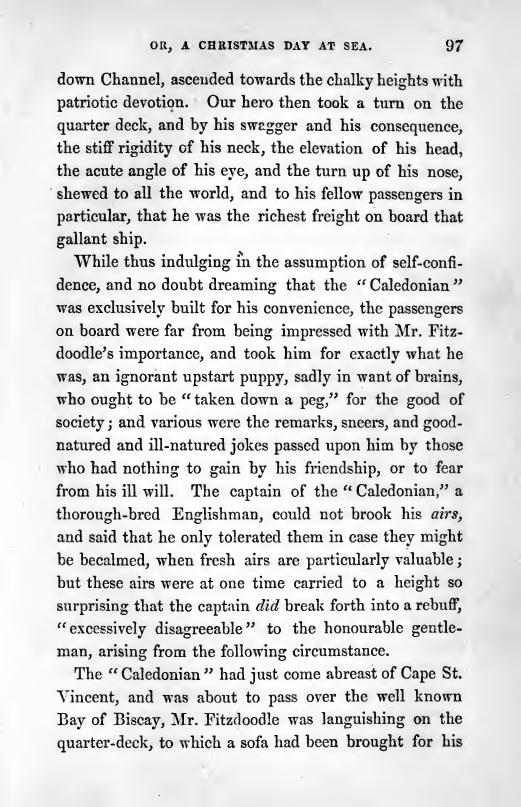 OR, A CHRISTMAS DAY AT SEA. 97
down Channel, ascended towards the chalky heights with
patriotic devotion. Our hero then took a turn on the
quarter deck, and by his swagger and his consequence,
the stiff rigidity of his neck, the elevation of his head,
the acute angle of his eye, and the turn up of his nose,
shewed to all the world, and to his fellow passengers in
particular, that he was the richest freight on board that
gallant ship.
While thus indulging in the assumption of self-confi-
dence, and no doubt dreaming that the "Caledonian"
was exclusively built for his convenience, the passengers
on board were far from being impressed with Mr. Fitz-
doodle's importance, and took him for exactly what he
was, an ignorant upstart puppy, sadly in want of brains,
who ought to be "taken down a peg," for the good of
society; and various were the remarks, sneers, and good-
natured and ill-natured jokes passed upon him by those
who had nothing to gain by his friendship, or to fear
from his ill will. The captain of the "Caledonian," a
thorough-bred Englishman, could not brook his airs,
and said that he only tolerated them in case they might
be becalmed, when fresh airs are particularly valuable;
but these airs were at one time carried to a height so
surprising that the captain did break forth into a rebuff,
"excessively disagreeable" to the honourable gentle-
man, arising from the following circumstance.
The "Caledonian" had just come abreast of Cape St.
Vincent, and was about to pass over the well known
Bay of Biscay, Mr. Fitzdoodle was languishing on the
quarter-deck, to which a sofa had been brought for his